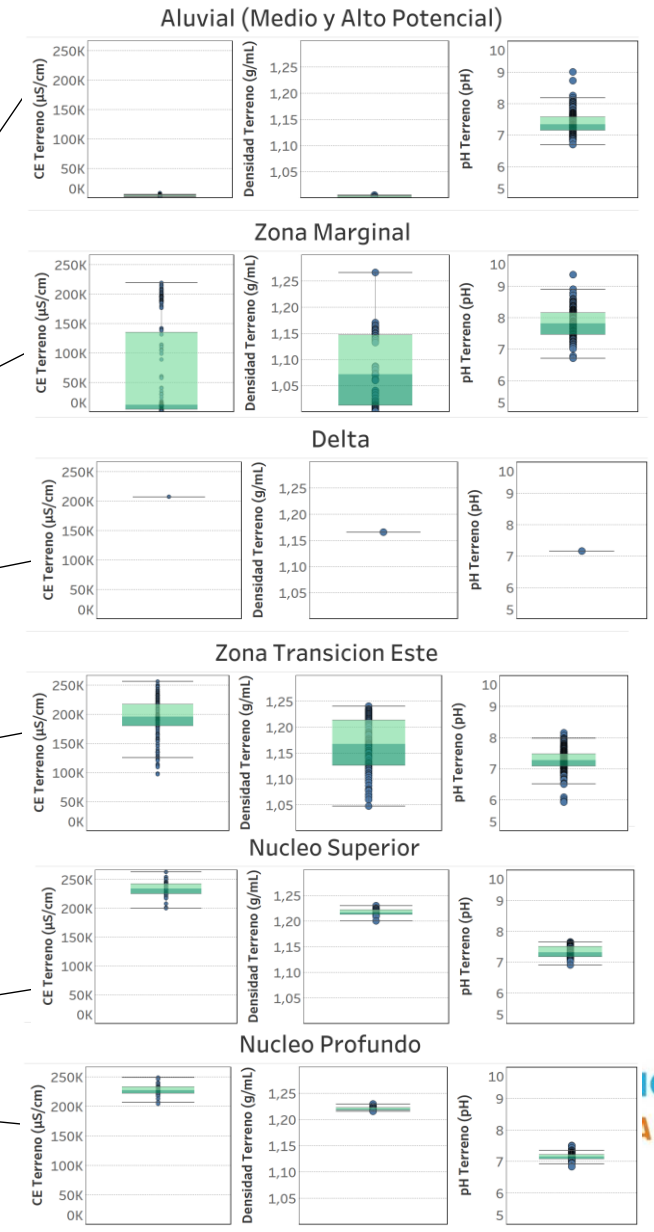 Aluvial (Medio y Alto Potencial)
CE Terreno (µS/cm)
250K
200K
150K
100K
50K
0K
Densidad Terreno (g/mL)
1,25
1,20
1,15
1,10
1,05
pH Terreno (pH)
10
9
8
7
6
5
Zona Marginal
CE Terreno (µS/cm)
250K
200K
150K
100K
50K
0K
Densidad Terreno (g/mL)
1,25
1,20
1,15
1,10
1,05
pH Terreno (pH)
10
9
8
7
6
5
Delta
CE Terreno (µS/cm)
250K
200K
150K
100K
50K
0K
Densidad Terreno (g/mL)
1,25
1,20
1,15
1,10
1,05
pH Terreno (pH)
10
9
8
7
6
5
Zona Transicion Este
CE Terreno (µS/cm)
250K
200K
150K
100K
50K
0K
Densidad Terreno (g/mL)
1,25
1,20
1,15
1,10
1,05
pH Terreno (pH)
10
9
8
7
6
5
Nucleo Superior
CE Terreno (µS/cm)
250K
200K
150K
100K
50K
0K
Densidad Terreno (g/mL)
1,25
1,20
1,15
1,10
1,05
pH Terreno (pH)
10
9
8
7
6
5
Nucleo Profundo
CE Terreno (µS/cm)
250K
200K
150K
100K
50K
0K
Densidad Terreno (g/mL)
1,25
1,20
1,15
1,10
1,05
pH Terreno (pH)
10
9
8
7
6
5